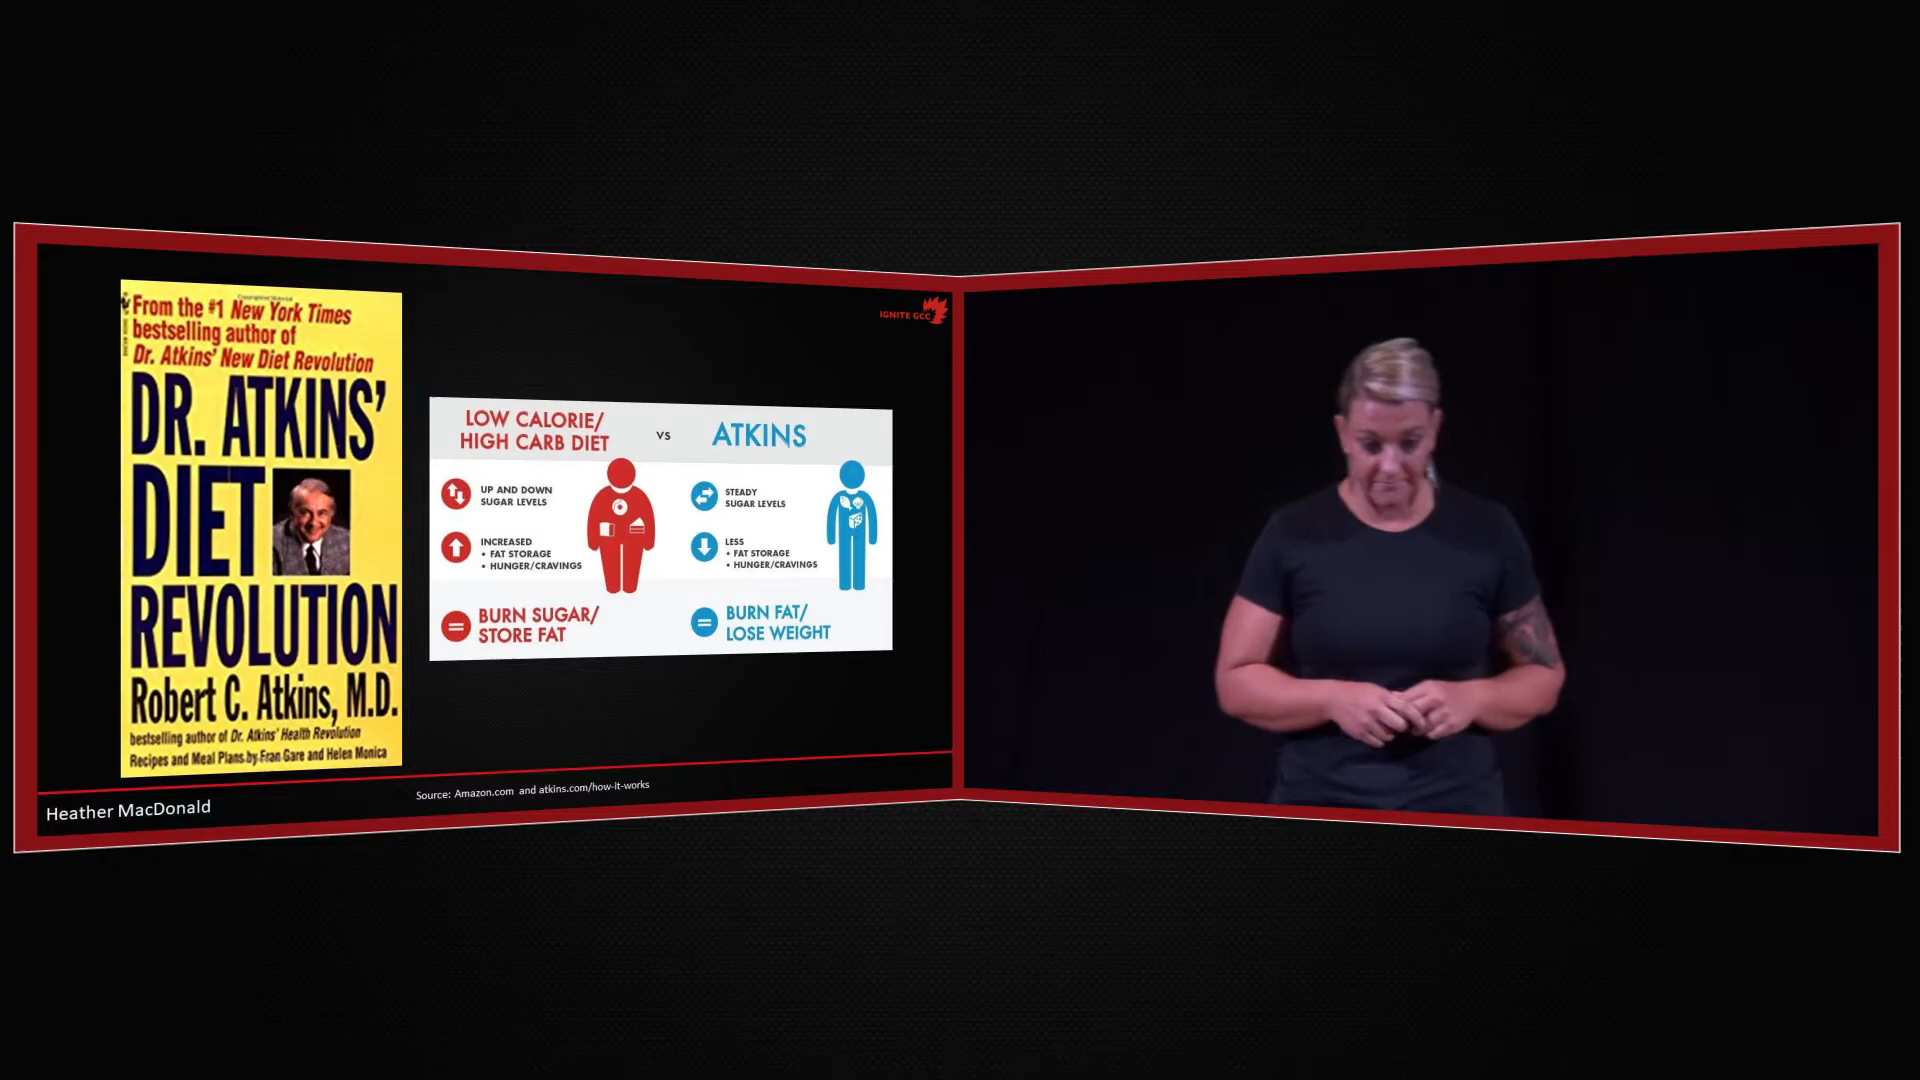 From the #1 New York Times
bestselling author of
Dr. Atkins' New Diet Revolution
DR. ATKINS'
DIET
REVOLUTION
Robert C. Atkins, M.D.
bestselling author of Dr. Atkins' Health Revolution
Recipes and Meal Plans by Fran Gare and Helen Monica
IGNITE GCC
LOW CALORIE/
HIGH CARB DIET
VS
ATKINS
UP AND DOWN
SUGAR LEVELS
INCREASED
• FAT STORAGE
• HUNGER/CRAVINGS
BURN SUGAR/
STORE FAT
STEADY
SUGAR LEVELS
LESS
• FAT STORAGE
• HUNGER/CRAVINGS
BURN FAT/
LOSE WEIGHT
Heather MacDonald
Source: Amazon.com and atkins.com/how-it-works